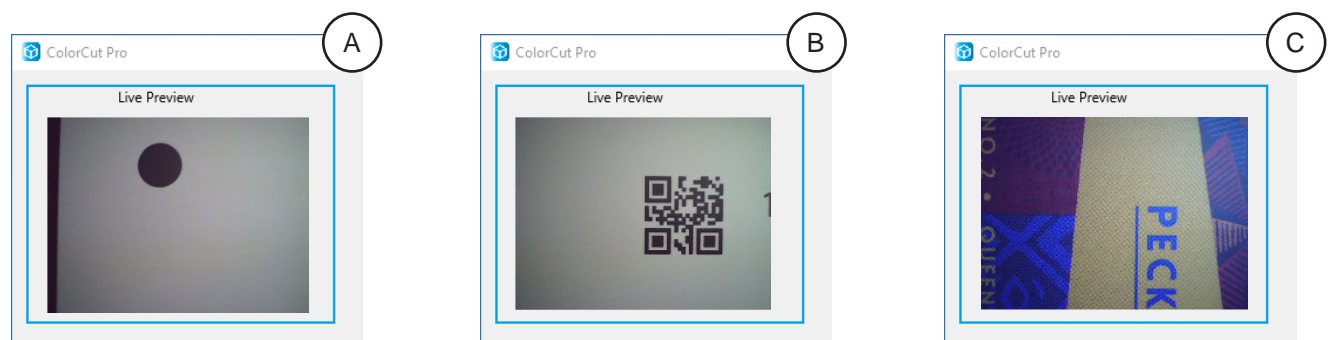 A
ColorCut Pro
Live Preview
B
ColorCut Pro
Live Preview
1
C
ColorCut Pro
Live Preview
NO.2 • QUEEN
PECK